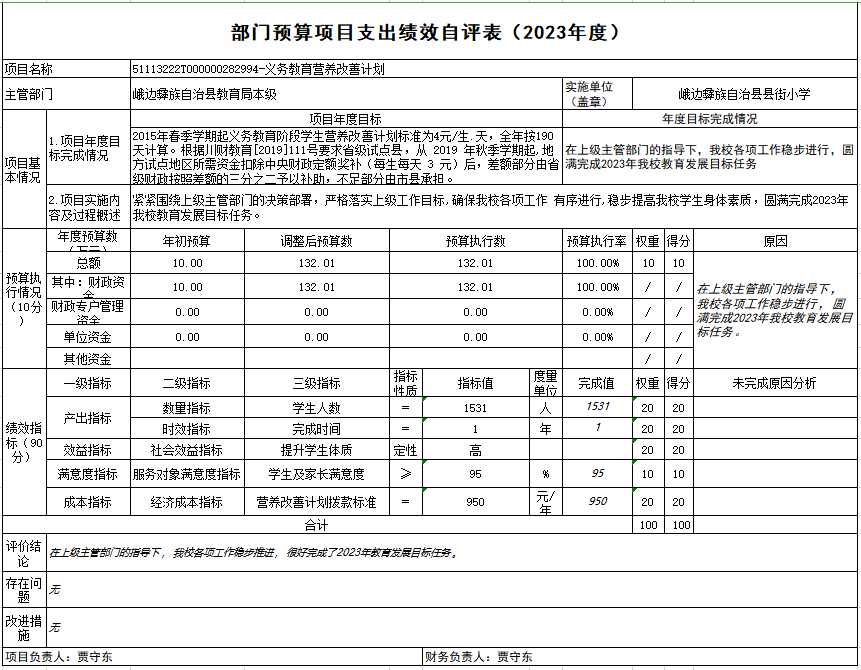 部门预算项目支出绩效自评表（2023年度）
项目名称 51113222T000000282994-义务教育营养改善计划
主管部门 峨边彝族自治县教育局本级 实施单位（盖章） 峨边彝族自治县县街小学
项目基本情况 1.项目年度目标完成情况 项目年度目标 年度目标完成情况
2015年春季学期起义务教育阶段学生营养改善计划标准为4元/生.天，全年按190
天计算。根据川财教育[2019]111号要求省级试点县，从 2019 年秋季学期起,地
方试点地区所需资金扣除中央财政定额奖补（每生每天 3 元）后，差额部分由省
级财政按照差额的三分之二予以补助，不足部分由市县承担。
在上级主管部门的指导下，我校各项工作稳步进行，圆
满完成2023年我校教育发展目标任务
2.项目实施内容及过程概述 紧紧围绕上级主管部门的决策部署，严格落实上级工作目标,确保我校各项工作 有序进行,稳步提高我校学生身体素质，圆满完成2023年
我校教育发展目标任务。
预算执行情况（10分） 年度预算数（万元） 年初预算 调整后预算数 预算执行数 预算执行率 权重 得分 原因
总额 10.00 132.01 132.01 100.00% 10 10
其中：财政资金 10.00 132.01 132.01 100.00% / /
财政专户管理资金 0.00 0.00 0.00 0.00% / /
单位资金 0.00 0.00 0.00 0.00% / /
其他资金 / /
在上级主管部门的指导下，
我校各项工作稳步进行，圆
满完成2023年我校教育发展目
标任务。
绩效指标（90分） 一级指标 二级指标 三级指标 指标性质 指标值 度量单位 完成值 权重 得分 未完成原因分析
产出指标 数量指标 学生人数 ＝ 1531 人 1531 20 20
时效指标 完成时间 ＝ 1 年 1 20 20
效益指标 社会效益指标 提升学生体质 定性 高 20 20
满意度指标 服务对象满意度指标 学生及家长满意度 ≥ 95 % 95 10 10
成本指标 经济成本指标 营养改善计划拨款标准 ＝ 950 元/年 950 20 20
合计 100 100
评价结论 在上级主管部门的指导下，我校各项工作稳步推进，很好完成了2023年教育发展目标任务。
存在问题 无
改进措施 无
项目负责人：贾守东 财务负责人：贾守东